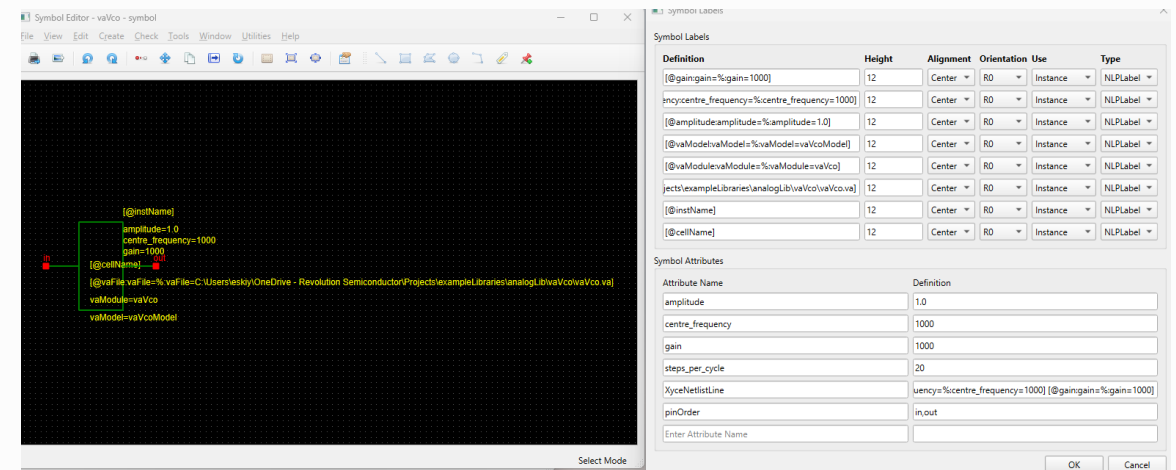 Symbol Editor - vaVco - symbol
File View Edit Create Check Tools Window Utilities Help
[@instName]
amplitude=1.0
centre_frequency=1000
gain=1000
in
out
[@cellName]
[@vaFile:vaFile=%:vaFile=C:\Users\eskiy\OneDrive - Revolution Semiconductor\Projects\exampleLibraries\analogLib\vaVco\vaVco.va]
vaModule=vaVco
vaModel=vaVcoModel
Select Mode
Symbol Labels
Symbol Labels
Definition Height Alignment Orientation Use Type
[@gain:gain=%:gain=1000] 12 Center R0 Instance NLPLabel
ency:centre_frequency=%:centre_frequency=1000] 12 Center R0 Instance NLPLabel
[@amplitude:amplitude=%:amplitude=1.0] 12 Center R0 Instance NLPLabel
[@vaModel:vaModel=%:vaModel=vaVcoModel] 12 Center R0 Instance NLPLabel
[@vaModule:vaModule=%:vaModule=vaVco] 12 Center R0 Instance NLPLabel
jects\exampleLibraries\analogLib\vaVco\vaVco.va] 12 Center R0 Instance NLPLabel
[@instName] 12 Center R0 Instance NLPLabel
[@cellName] 12 Center R0 Instance NLPLabel
Symbol Attributes
Attribute Name Definition
amplitude 1.0
centre_frequency 1000
gain 1000
steps_per_cycle 20
XyceNetlistLine uency=%:centre_frequency=1000] [@gain:gain=%:gain=1000]
pinOrder in,out
Enter Attribute Name
OK Cancel